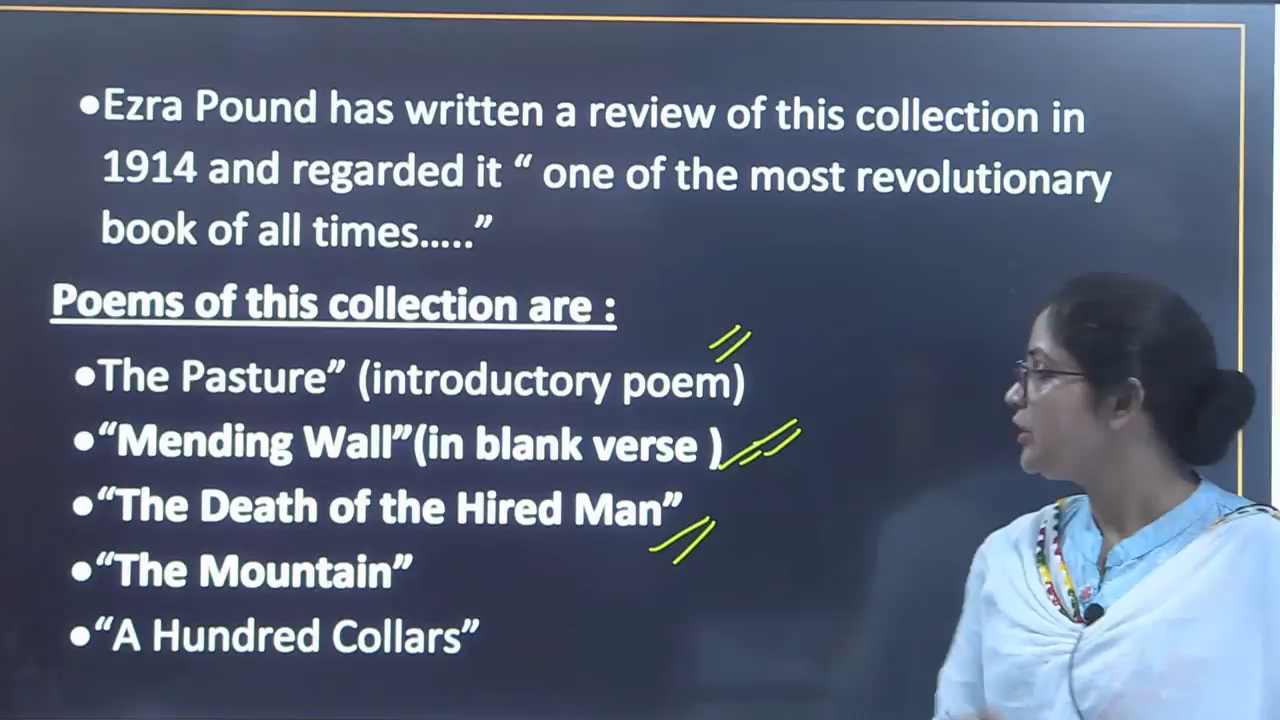 ●Ezra Pound has written a review of this collection in
1914 and regarded it “ one of the most revolutionary
book of all times.....”
Poems of this collection are :
●The Pasture” (introductory poem)
●“Mending Wall”(in blank verse )
●“The Death of the Hired Man”
●“The Mountain”
●“A Hundred Collars”